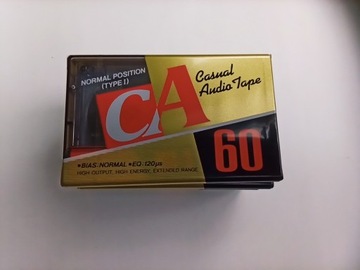 NORMAL POSITION
(TYPE I)
CA
Casual
Audio Tape
60
•BIAS/NORMAL •EQ-120µs
HIGH OUTPUT, HIGH ENERGY, EXTENDED RANGE